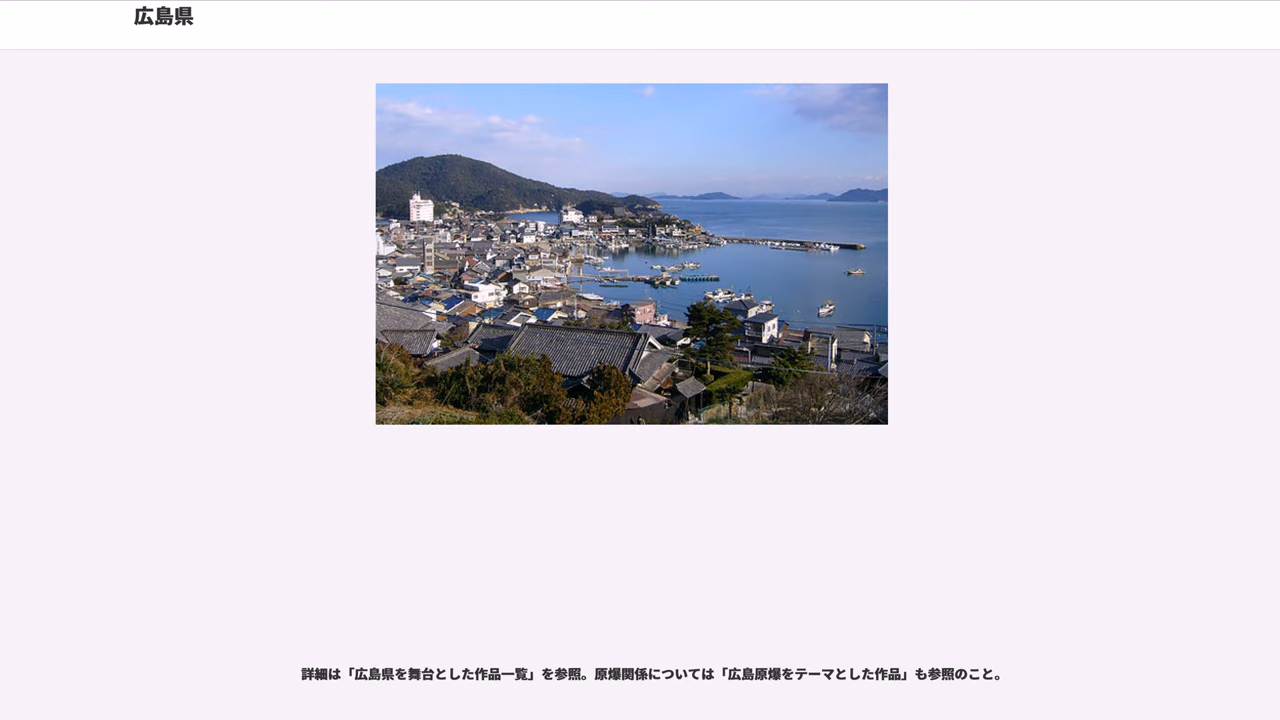 広島県
詳細は「広島県を舞台とした作品一覧」を参照。原爆関係については「広島原爆をテーマとした作品」も参照のこと。